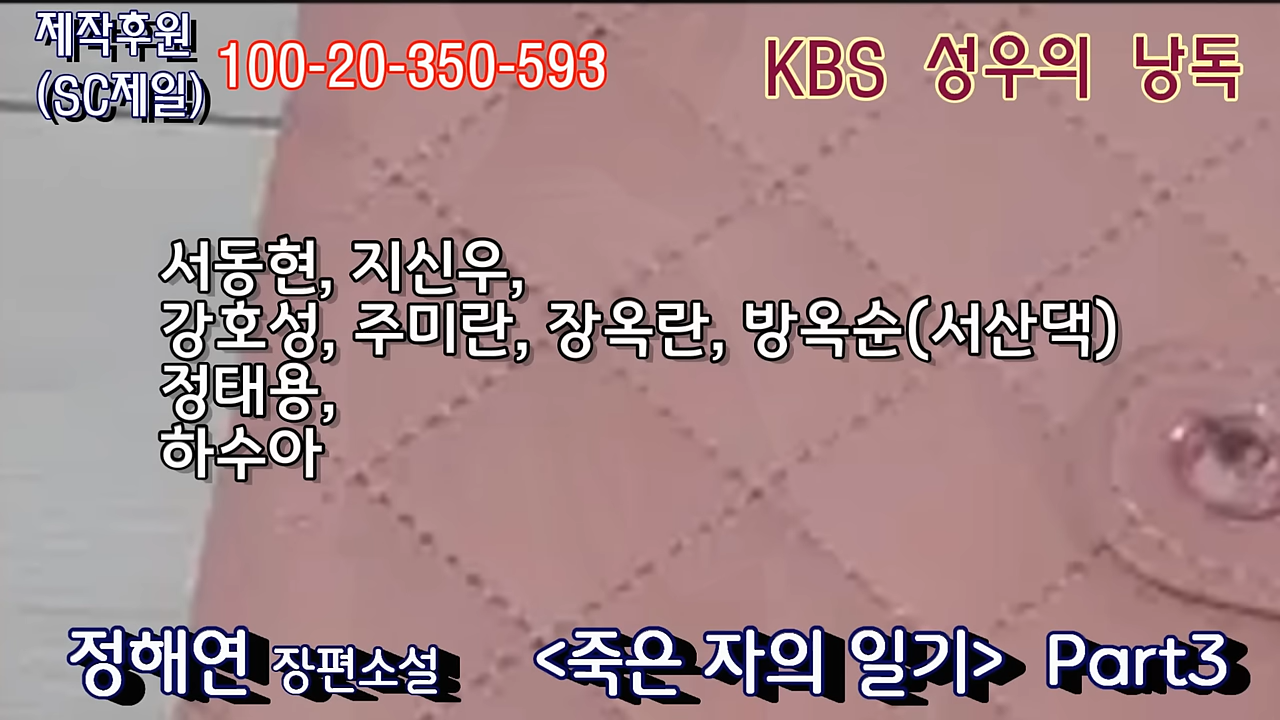 제작후원
(SC제일)
100-20-350-593
KBS 성우의 낭독
서동현, 지신우,
강호성, 주미란, 장옥란, 방옥순(서산댁)
정태용,
하수아
정해연 장편소설 <죽은 자의 일기> Part3